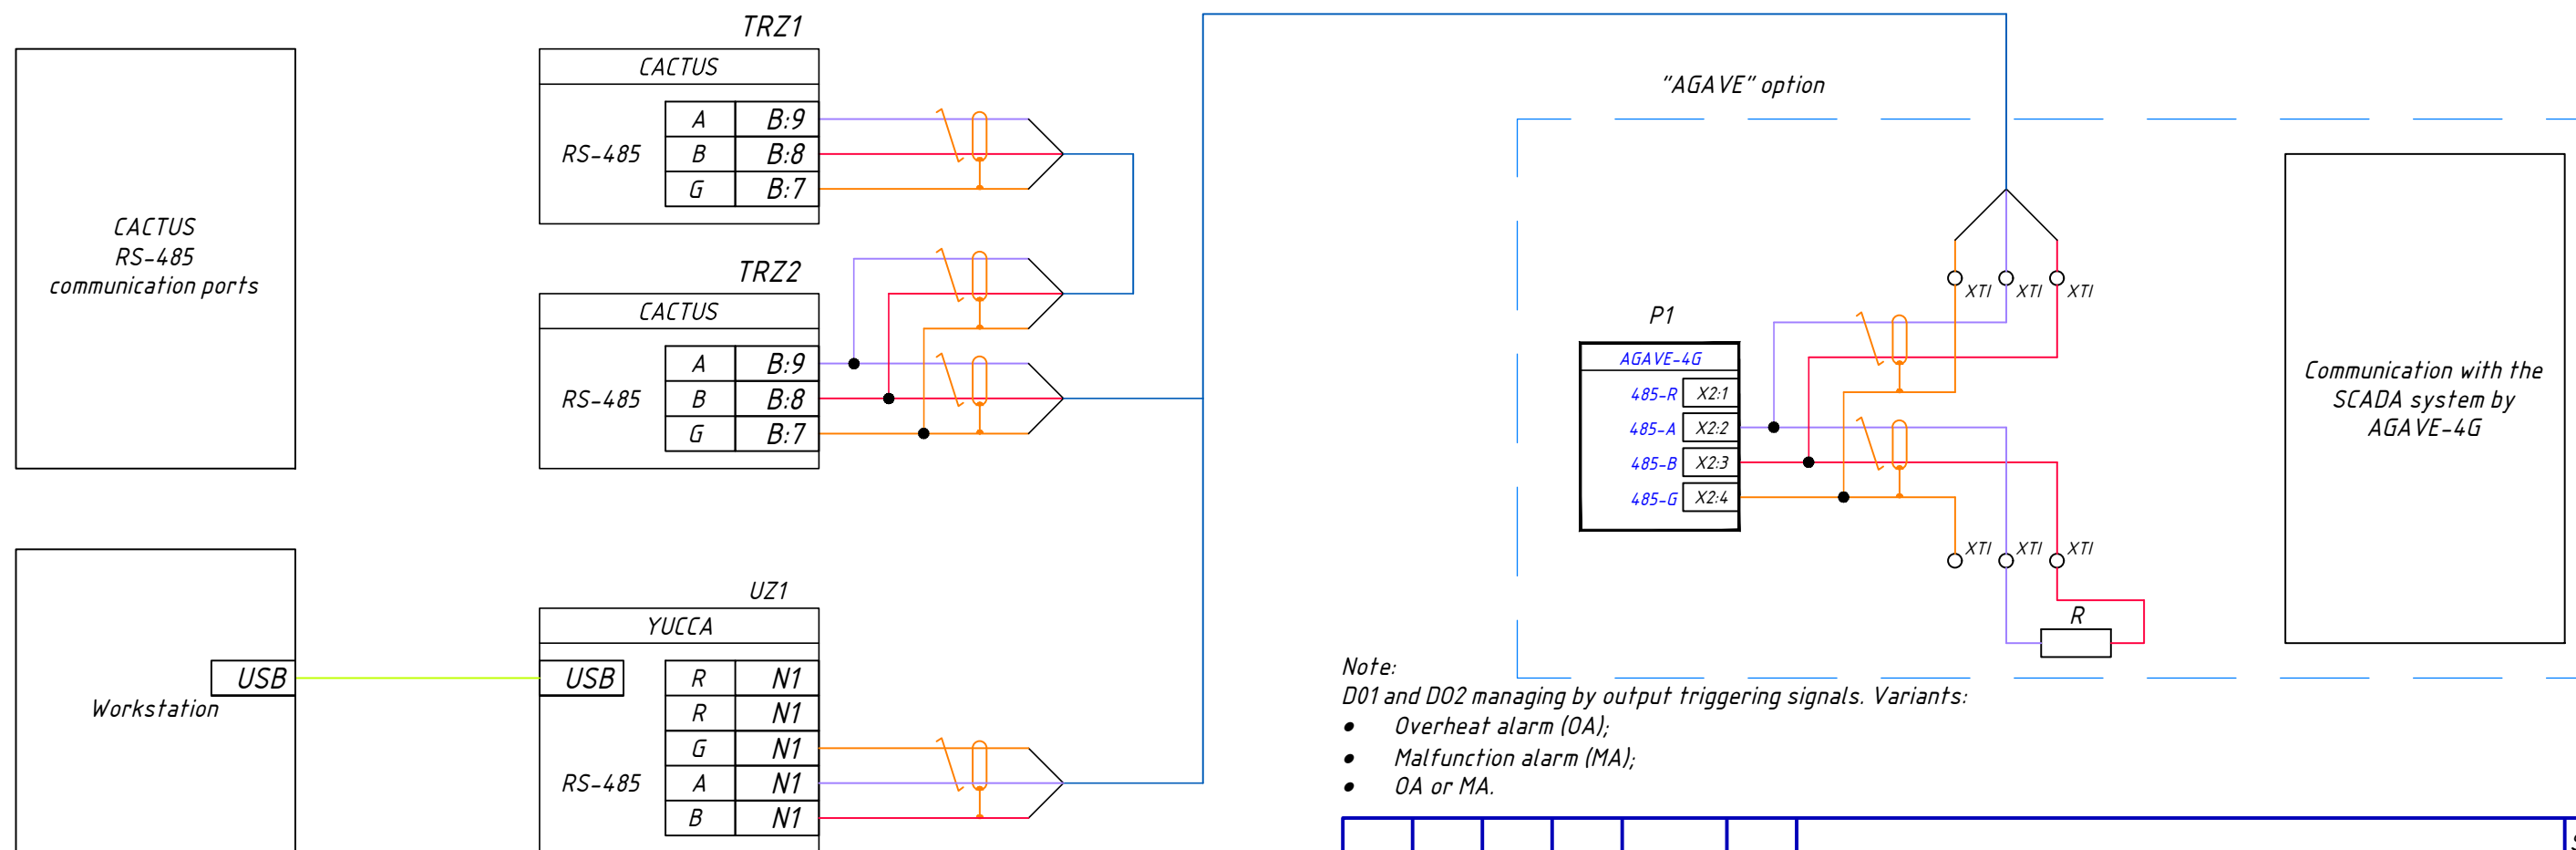 CACTUS
RS-485
communication ports
TRZ1
CACTUS
RS-485
A B:9
B B:8
G B:7
TRZ2
CACTUS
RS-485
A B:9
B B:8
G B:7
Workstation
USB
UZ1
YUCCA
USB
RS-485
R N1
R N1
G N1
A N1
B N1
"AGAVE" option
XT1 XT1 XT1
P1
AGAVE-4G
485-R X2:1
485-A X2:2
485-B X2:3
485-G X2:4
XT1 XT1 XT1
R
Communication with the
SCADA system by
AGAVE-4G
Note:
D01 and DO2 managing by output triggering signals. Variants:
• Overheat alarm (OA);
• Malfunction alarm (MA);
• OA or MA.